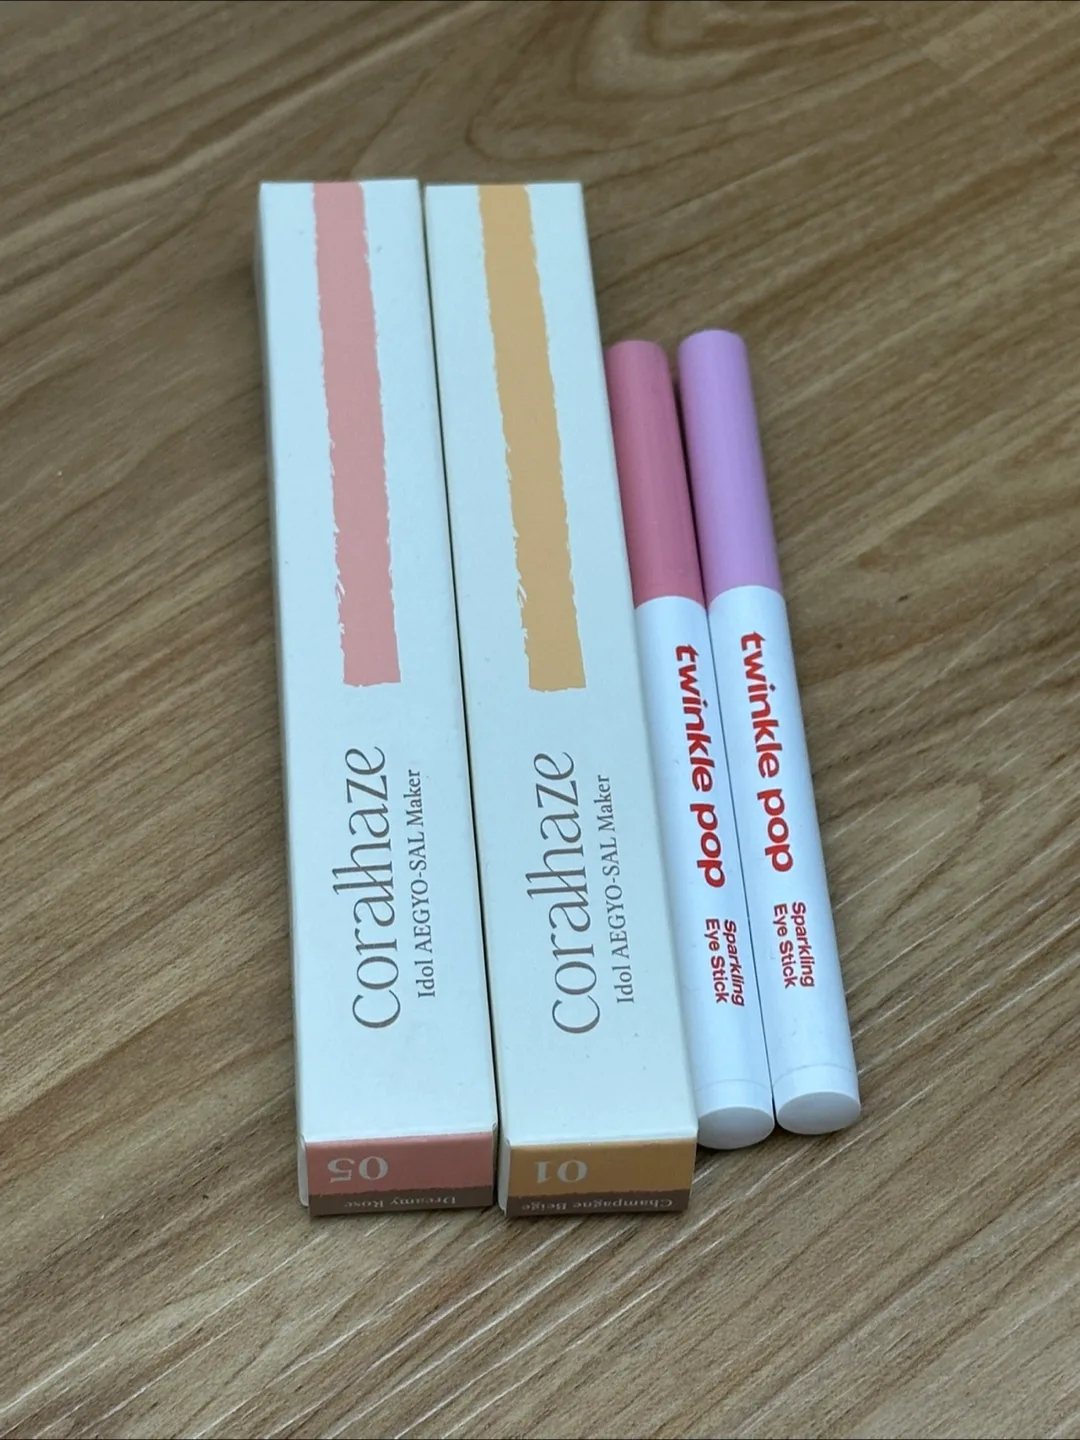 Coralhaze
Idol AEGYO-SAL Maker
05
Dreamy Rose
Coralhaze
Idol AEGYO-SAL Maker
01
Champagne Beige
twinkle pop
Sparkling
Eye Stick
twinkle pop
Sparkling
Eye Stick